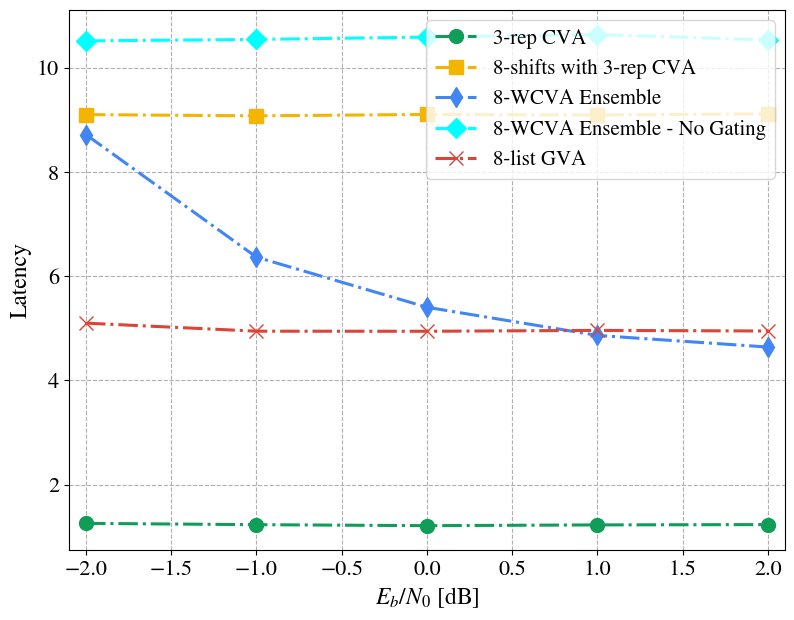 3-rep CVA
8-shifts with 3-rep CVA
8-WCVA Ensemble
8-WCVA Ensemble - No Gating
8-list GVA
Latency
10
8
6
4
2
−2.0 −1.5 −1.0 −0.5 0.0 0.5 1.0 1.5 2.0
E_b/N_0 [dB]